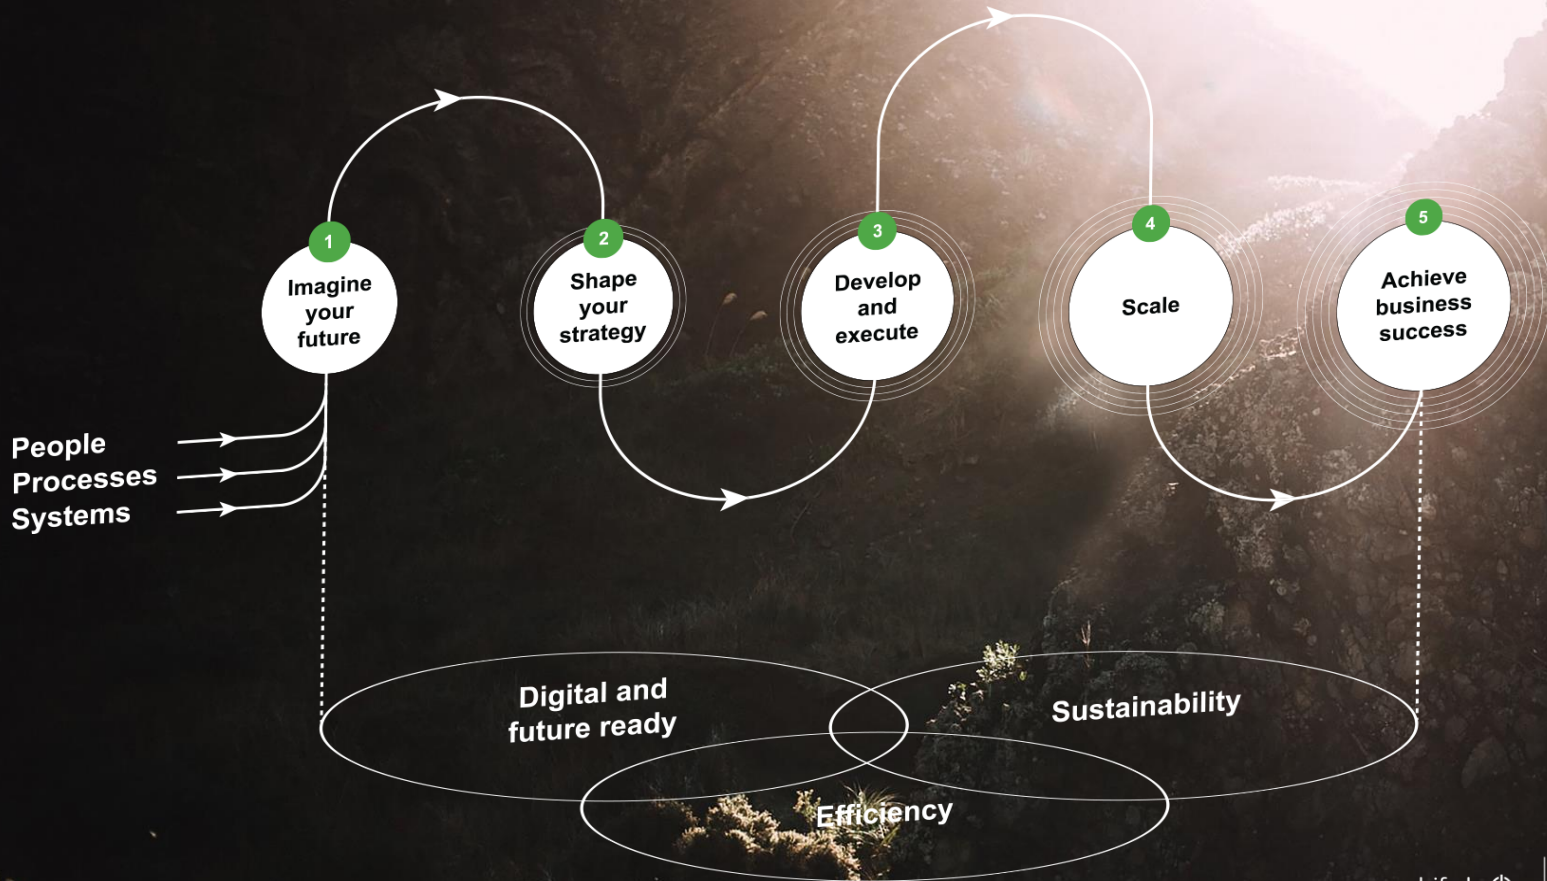 1
Imagine
your
future
2
Shape
your
strategy
3
Develop
and
execute
4
Scale
5
Achieve
business
success
People
Processes
Systems
Digital and
future ready
Sustainability
Efficiency